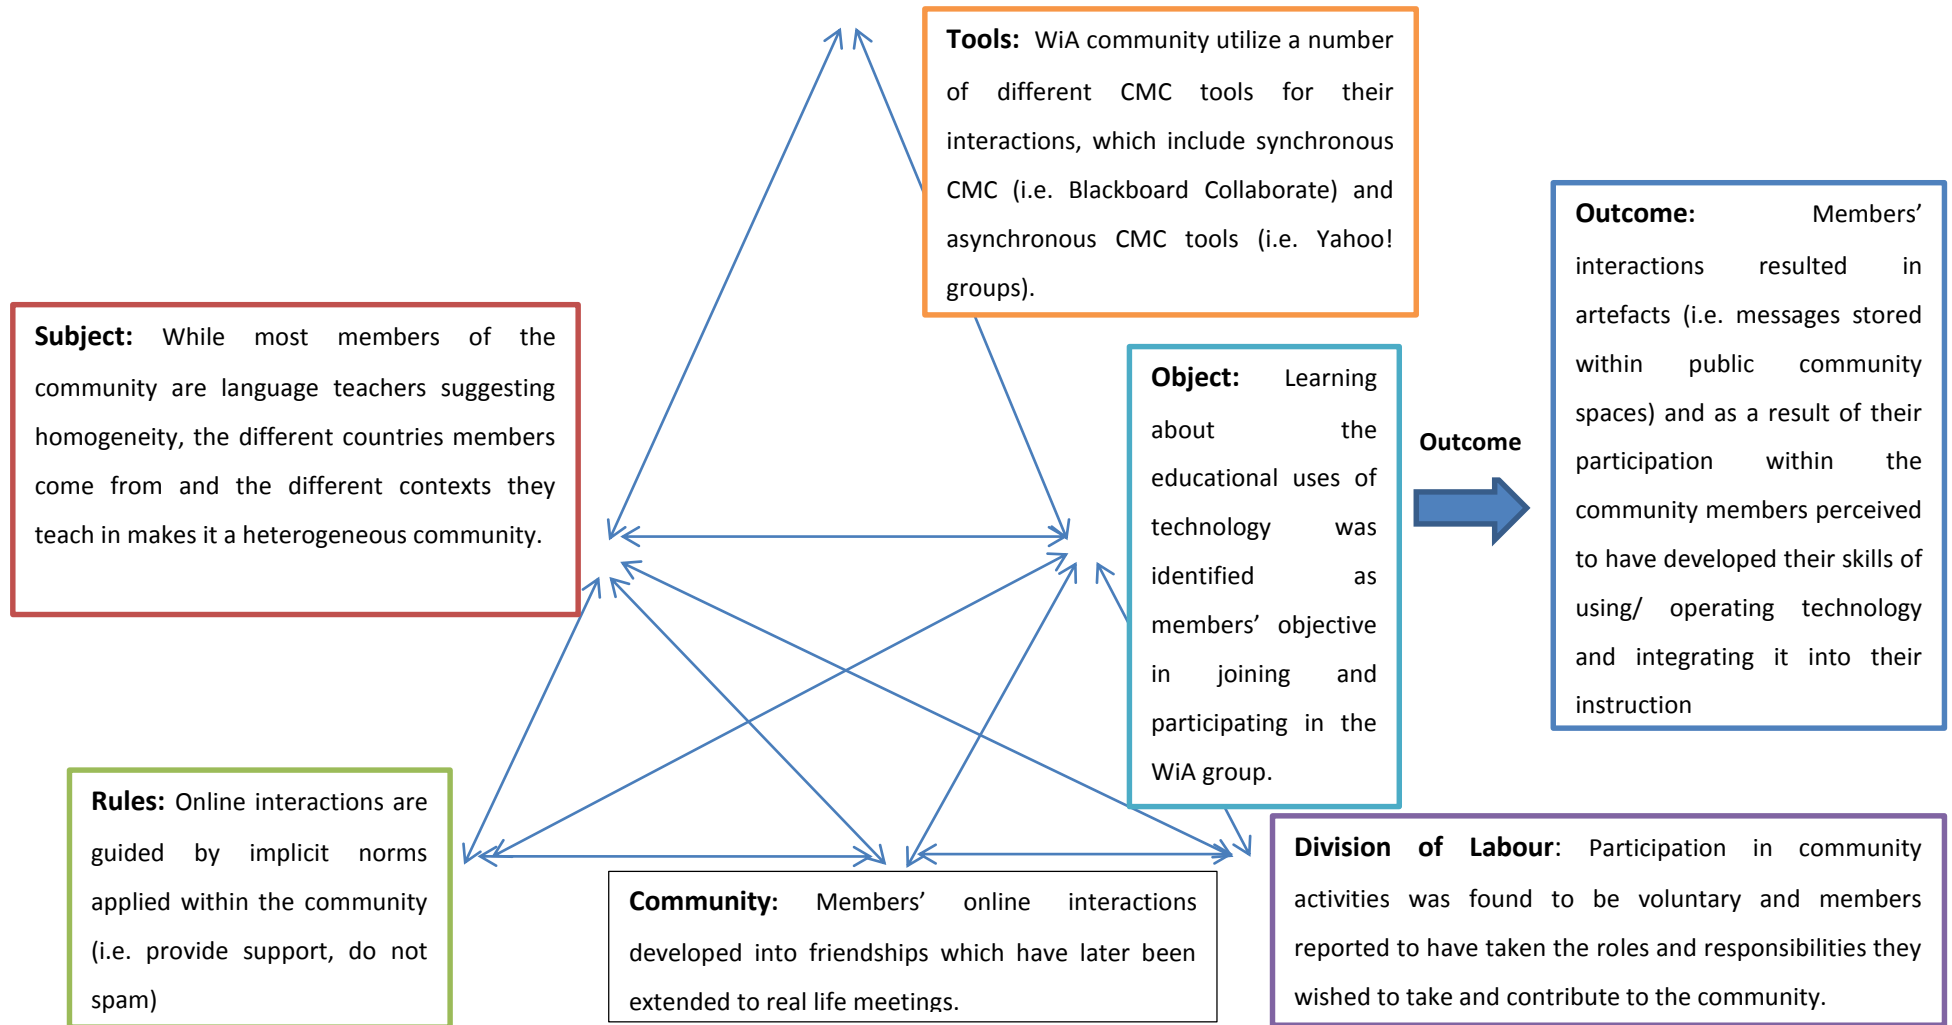 Tools: WiA community utilize a number
of different CMC tools for their
interactions, which include synchronous
CMC (i.e. Blackboard Collaborate) and
asynchronous CMC tools (i.e. Yahoo!
groups).
Subject: While most members of the
community are language teachers suggesting
homogeneity, the different countries members
come from and the different contexts they
teach in makes it a heterogeneous community.
Object: Learning
about the
educational uses of
technology was
identified as
members’ objective
in joining and
participating in the
WiA group.
Outcome
Outcome: Members’
interactions resulted in
artefacts (i.e. messages stored
within public community
spaces) and as a result of their
participation within the
community members perceived
to have developed their skills of
using/ operating technology
and integrating it into their
instruction
Rules: Online interactions are
guided by implicit norms
applied within the community
(i.e. provide support, do not
spam)
Community: Members’ online interactions
developed into friendships which have later been
extended to real life meetings.
Division of Labour: Participation in community
activities was found to be voluntary and members
reported to have taken the roles and responsibilities they
wished to take and contribute to the community.